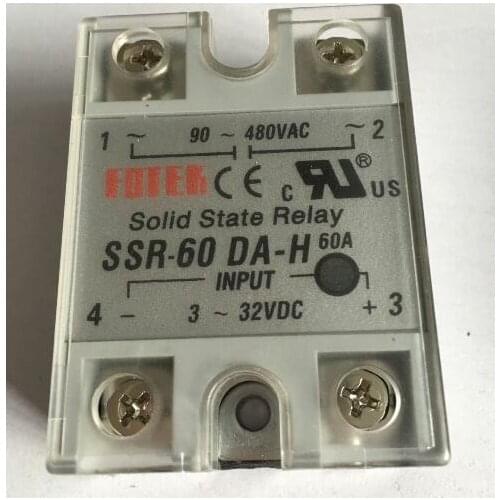 1 ~ 90 ~ 480VAC ~ 2
FOTEK CE c RU ® US
Solid State Relay
SSR-60 DA-H 60A
INPUT
4 - 3 ~ 32VDC + 3